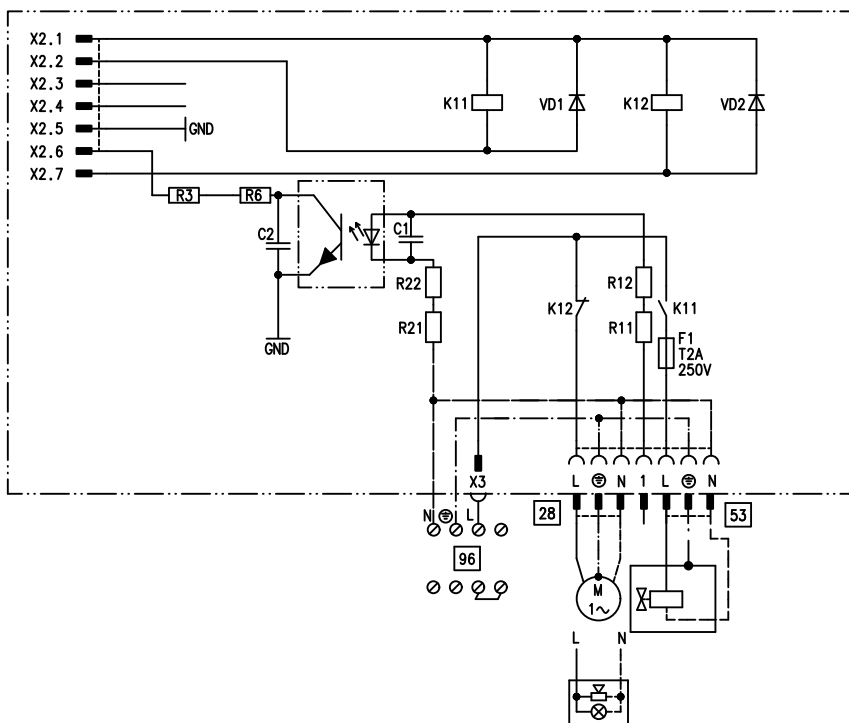 X2.1
X2.2
X2.3
X2.4
X2.5
X2.6
X2.7
K11
VD1
K12
VD2
GND
R3
R6
C2
C1
R22
R12
R21
K12
R11
K11
GND
F1
T2A
250V
X3
L
N
1
L
N
N
L
28
53
96
M
1~
L
N